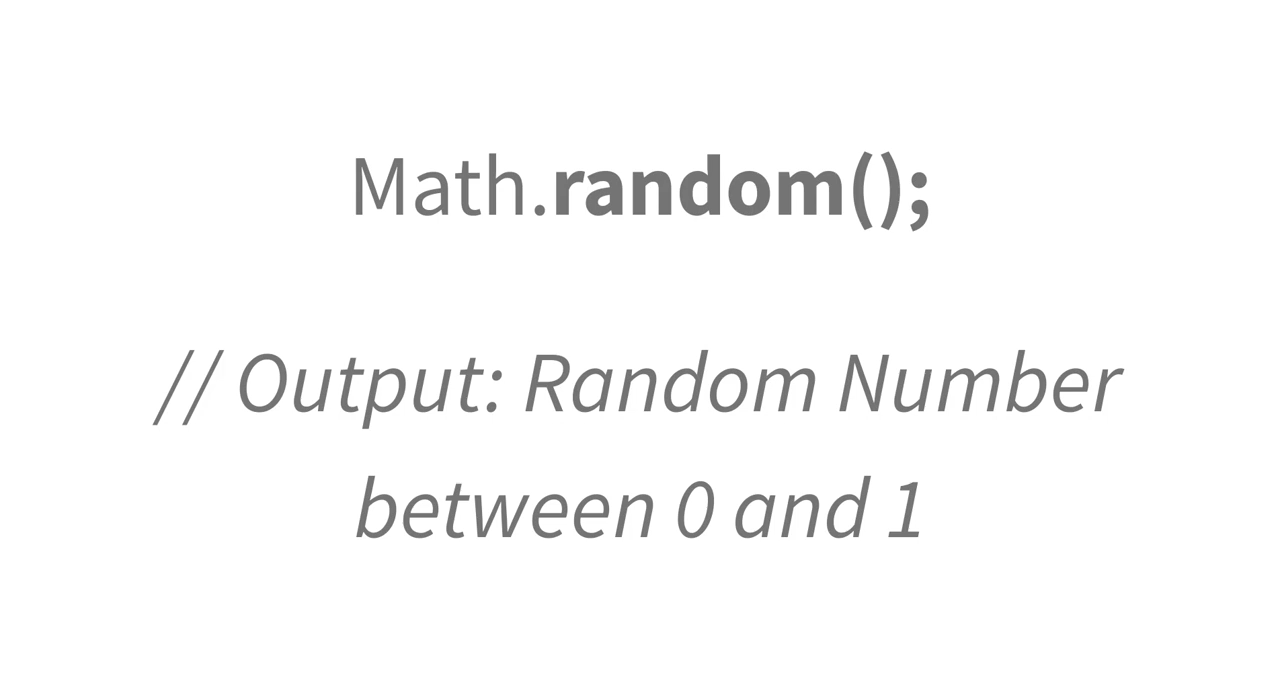 Math.random();
// Output: Random Number
between 0 and 1